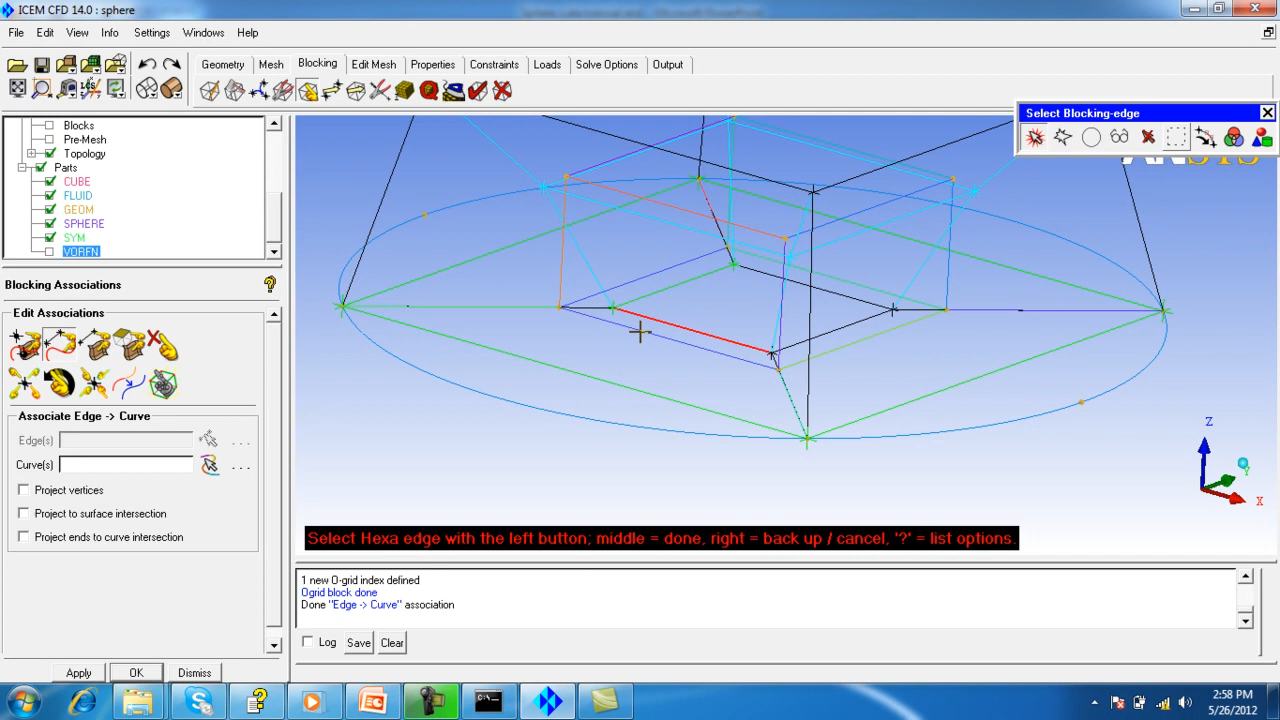 ICEM CFD 14.0 : sphere
File Edit View Info Settings Windows Help
Geometry Mesh Blocking Edit Mesh Properties Constraints Loads Solve Options Output
Select Blocking-edge
Blocks
Pre-Mesh
Topology
Parts
CUBE
FLUID
GEOM
SPHERE
SYM
VORFN
Blocking Associations
Edit Associations
Associate Edge -> Curve
Edge(s)
Curve(s)
Project vertices
Project to surface intersection
Project ends to curve intersection
Apply OK Dismiss
Z
Y
X
Select Hexa edge with the left button; middle = done, right = back up / cancel, '?' = list options.
1 new O-grid index defined
Ogrid block done
Done "Edge -> Curve" association
Log Save Clear
2:58 PM
5/26/2012